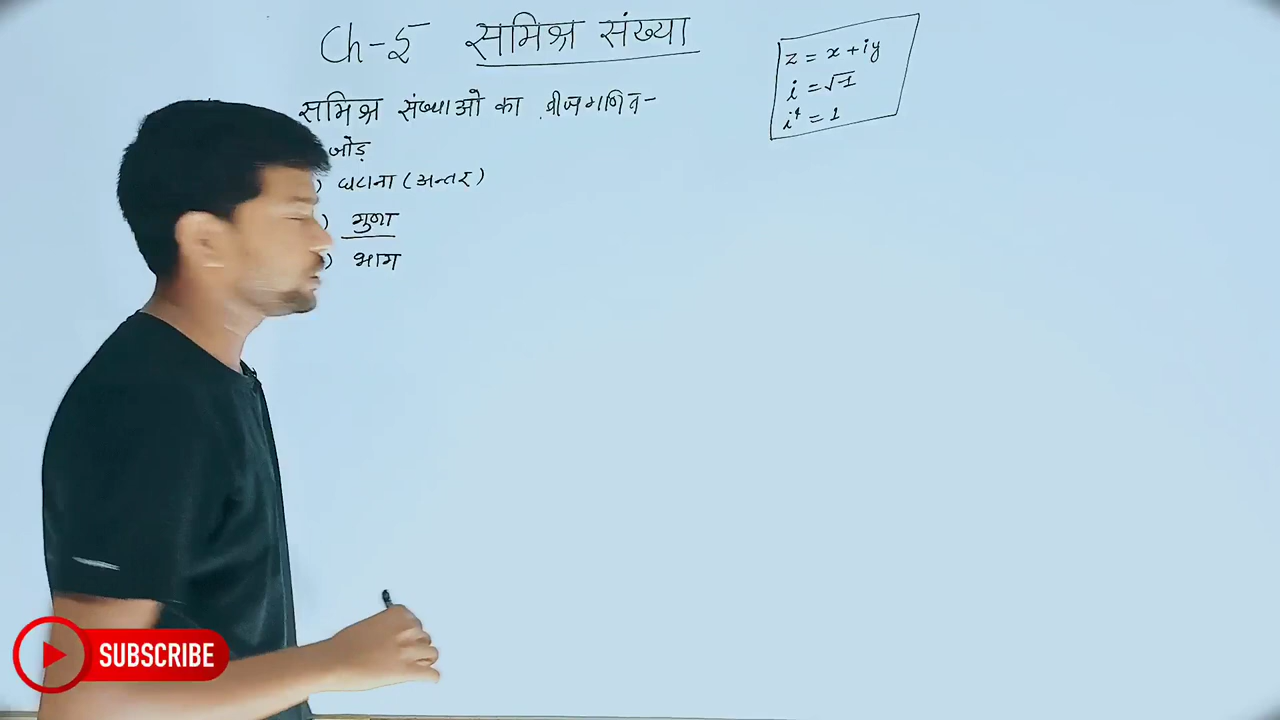 Ch-5 समिश्र संख्या
z = x + iy
i = √-1
i⁴ = 1
समिश्र संख्याओ का बीजगणित-
जोड़
) घटाना (अन्तर)
) गुणा
) भाग
SUBSCRIBE